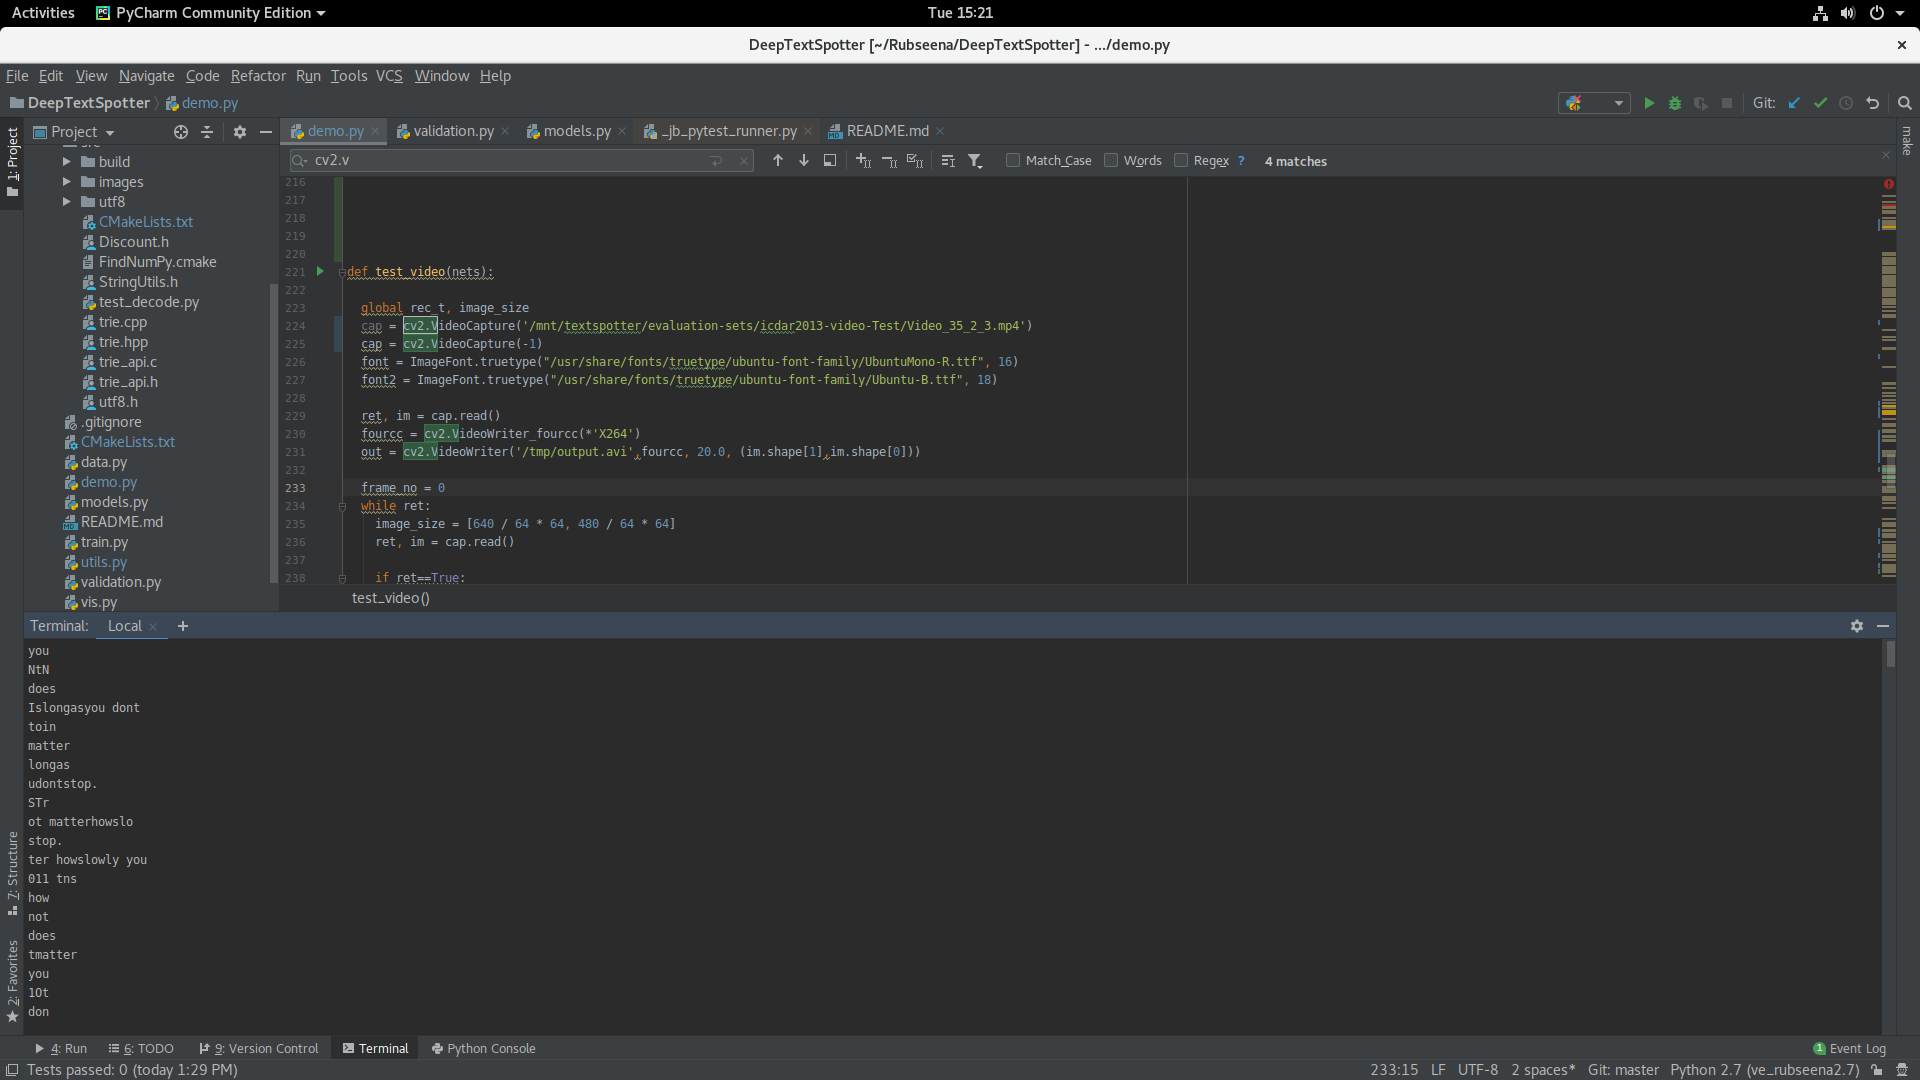 Activities PyCharm Community Edition Tue 15:21
DeepTextSpotter [~/Rubseena/DeepTextSpotter] - .../demo.py
File Edit View Navigate Code Refactor Run Tools VCS Window Help
DeepTextSpotter demo.py Git:
1: Project
Project
demo.py validation.py models.py _jb_pytest_runner.py README.md
make
cv2.v Match Case Words Regex ? 4 matches
src
build
images
utf8
CMakeLists.txt
Discount.h
FindNumPy.cmake
StringUtils.h
test_decode.py
trie.cpp
trie.hpp
trie_api.c
trie_api.h
utf8.h
.gitignore
CMakeLists.txt
data.py
demo.py
models.py
README.md
train.py
utils.py
validation.py
vis.py
216
217
218
219
220
221 def test_video(nets):
222
223 global rec_t, image_size
224 cap = cv2.VideoCapture('/mnt/textspotter/evaluation-sets/icdar2013-video-Test/Video_35_2_3.mp4')
225 cap = cv2.VideoCapture(-1)
226 font = ImageFont.truetype("/usr/share/fonts/truetype/ubuntu-font-family/UbuntuMono-R.ttf", 16)
227 font2 = ImageFont.truetype("/usr/share/fonts/truetype/ubuntu-font-family/Ubuntu-B.ttf", 18)
228
229 ret, im = cap.read()
230 fourcc = cv2.VideoWriter_fourcc(*'X264')
231 out = cv2.VideoWriter('/tmp/output.avi',fourcc, 20.0, (im.shape[1],im.shape[0]))
232
233 frame_no = 0
234 while ret:
235 image_size = [640 / 64 * 64, 480 / 64 * 64]
236 ret, im = cap.read()
237
238 if ret==True:
test_video()
Terminal: Local +
you
NtN
does
Islongasyou dont
toin
matter
longas
udontstop.
STr
ot matterhowslo
stop.
ter howslowly you
011 tns
how
not
does
tmatter
you
1Ot
don
7: Structure
2: Favorites
4: Run 6: TODO 9: Version Control Terminal Python Console 1 Event Log
Tests passed: 0 (today 1:29 PM) 233:15 LF UTF-8 2 spaces* Git: master Python 2.7 (ve_rubseena2.7)